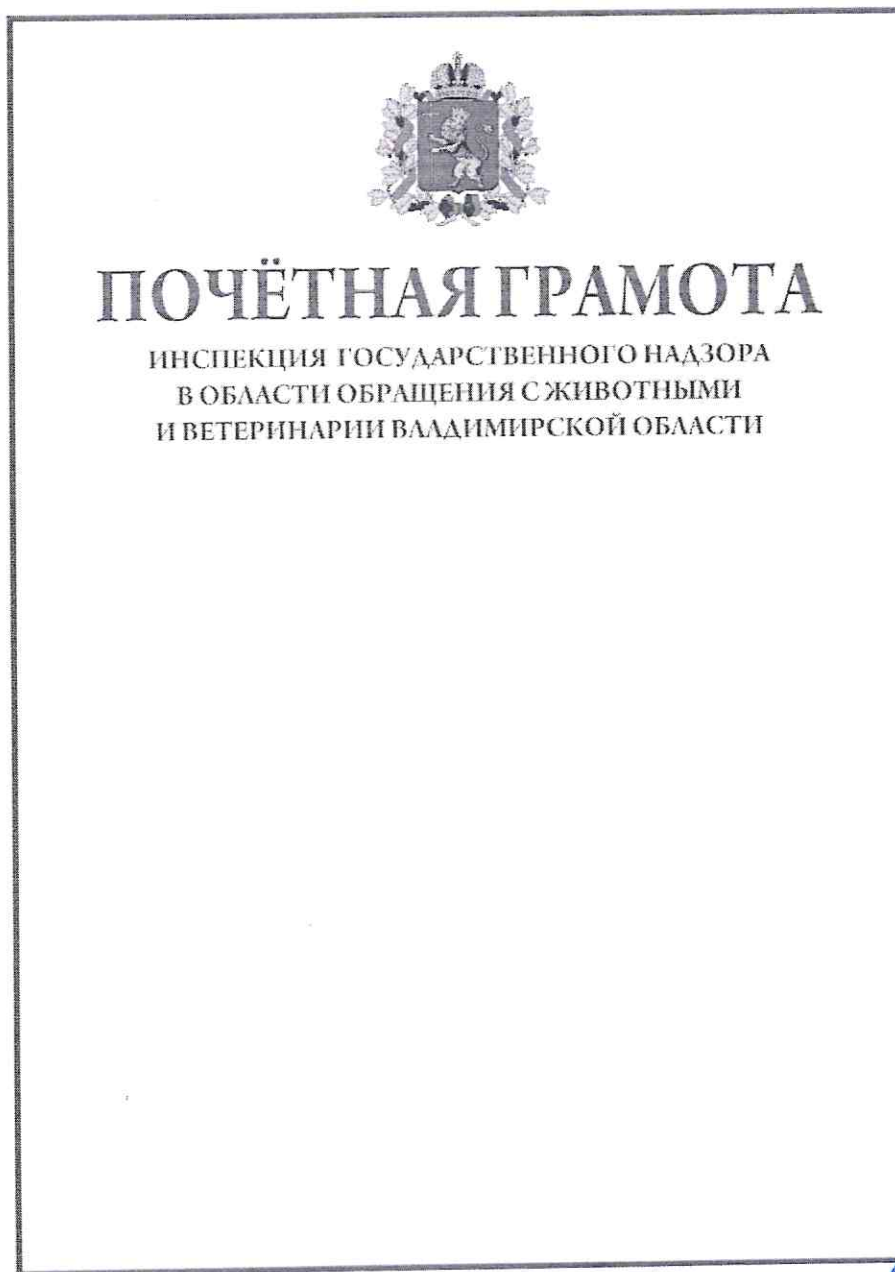 ПОЧЁТНАЯ ГРАМОТА
ИНСПЕКЦИЯ ГОСУДАРСТВЕННОГО НАДЗОРА
В ОБЛАСТИ ОБРАЩЕНИЯ С ЖИВОТНЫМИ
И ВЕТЕРИНАРИИ ВЛАДИМИРСКОЙ ОБЛАСТИ